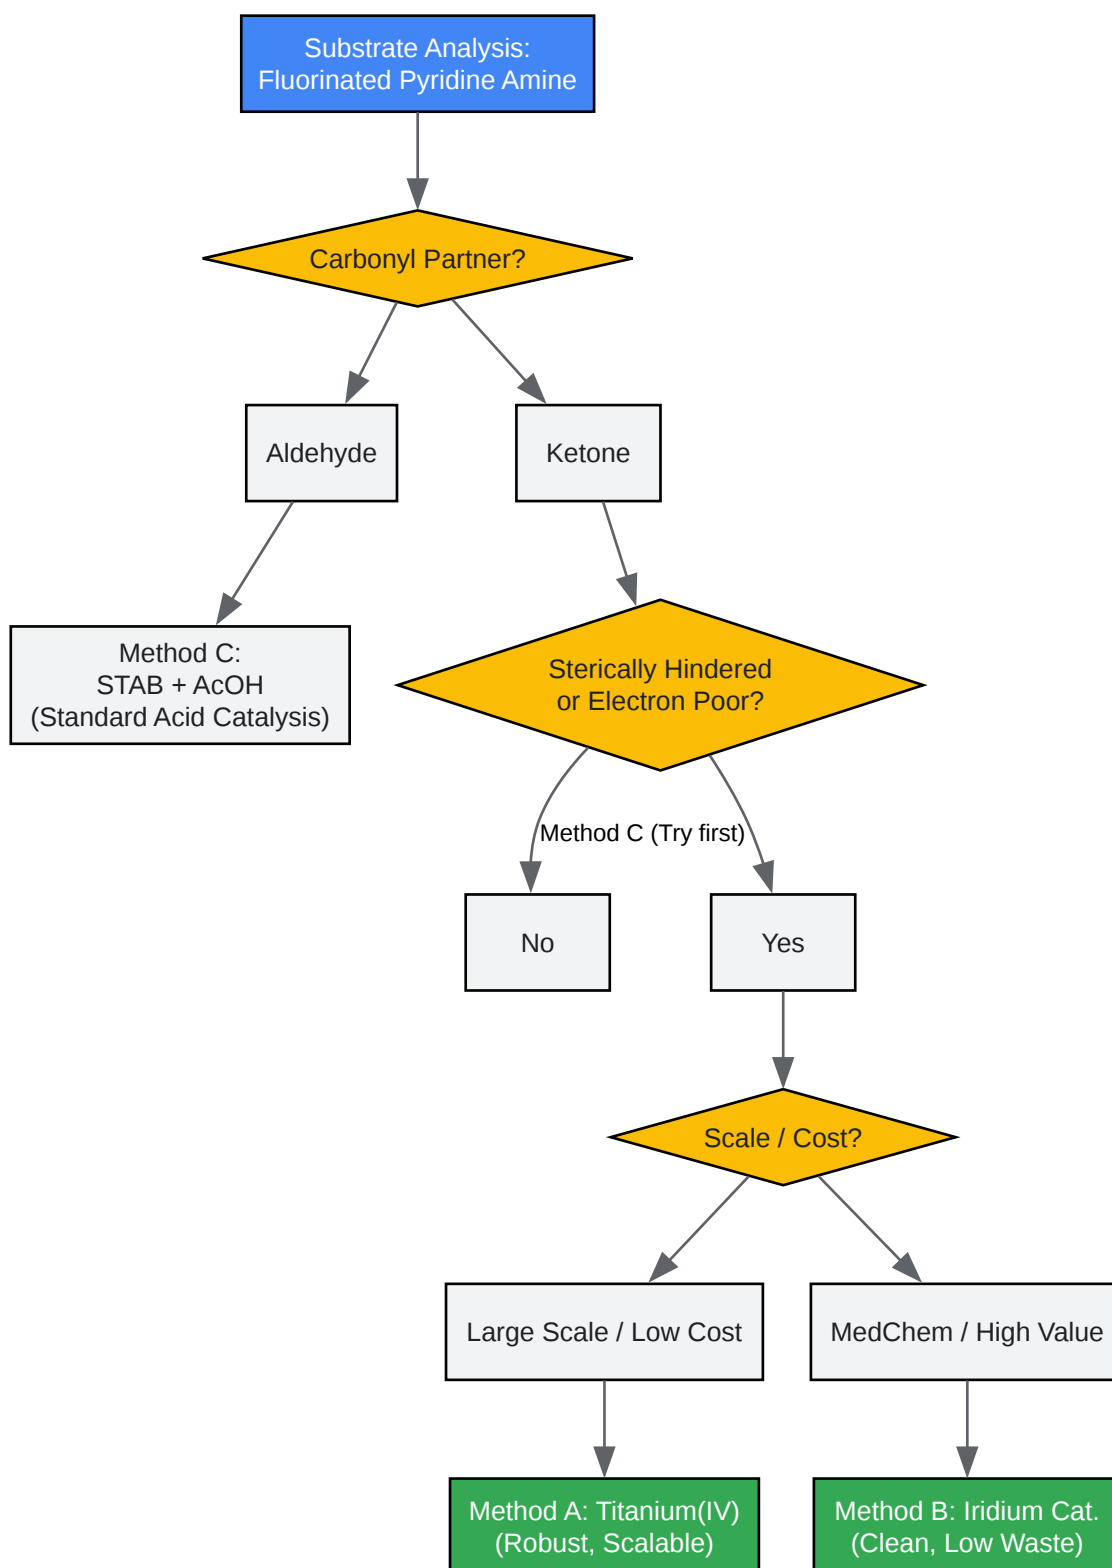 Substrate Analysis:
Fluorinated Pyridine Amine
Carbonyl Partner?
Aldehyde
Ketone
Method C:
STAB + AcOH
(Standard Acid Catalysis)
Sterically Hindered
or Electron Poor?
Method C (Try first)
No
Yes
Scale / Cost?
Large Scale / Low Cost
MedChem / High Value
Method A: Titanium(IV)
(Robust, Scalable)
Method B: Iridium Cat.
(Clean, Low Waste)